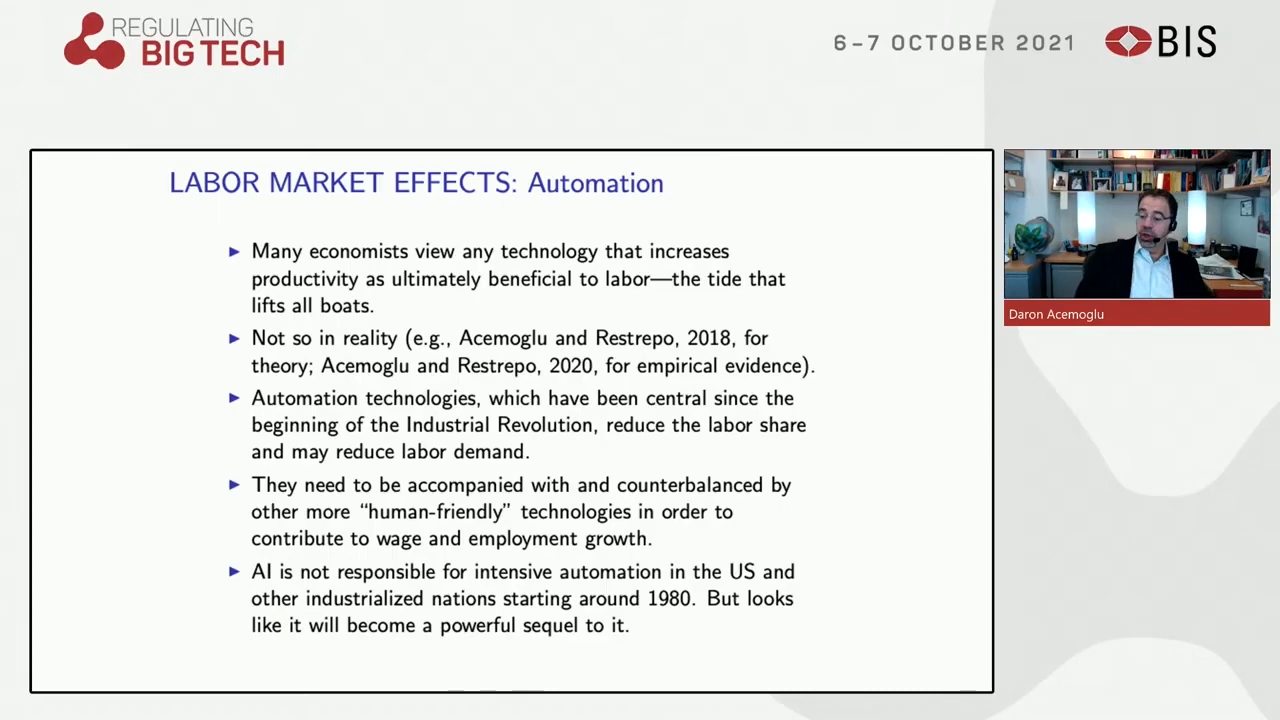 REGULATING
BIG TECH
6–7 OCTOBER 2021
BIS
LABOR MARKET EFFECTS: Automation
▶ Many economists view any technology that increases
productivity as ultimately beneficial to labor—the tide that
lifts all boats.
▶ Not so in reality (e.g., Acemoglu and Restrepo, 2018, for
theory; Acemoglu and Restrepo, 2020, for empirical evidence).
▶ Automation technologies, which have been central since the
beginning of the Industrial Revolution, reduce the labor share
and may reduce labor demand.
▶ They need to be accompanied with and counterbalanced by
other more “human-friendly” technologies in order to
contribute to wage and employment growth.
▶ AI is not responsible for intensive automation in the US and
other industrialized nations starting around 1980. But looks
like it will become a powerful sequel to it.
Daron Acemoglu